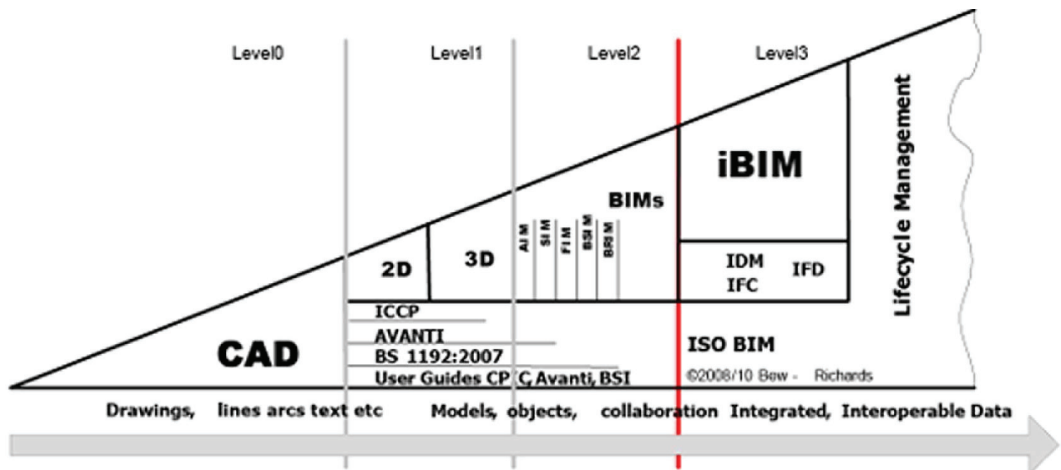 Level0 Level1 Level2 Level3
iBIM
BIMs
Lifecycle Management
AIM
SIM
FIM
BSIM
BRIM
2D 3D
IDM IFD
IFC
ICCP
AVANTI
CAD
BS 1192:2007
ISO BIM
User Guides CPIC, Avanti, BSI
©2008/10 Bew - Richards
Drawings, lines arcs text etc Models, objects, collaboration Integrated, Interoperable Data